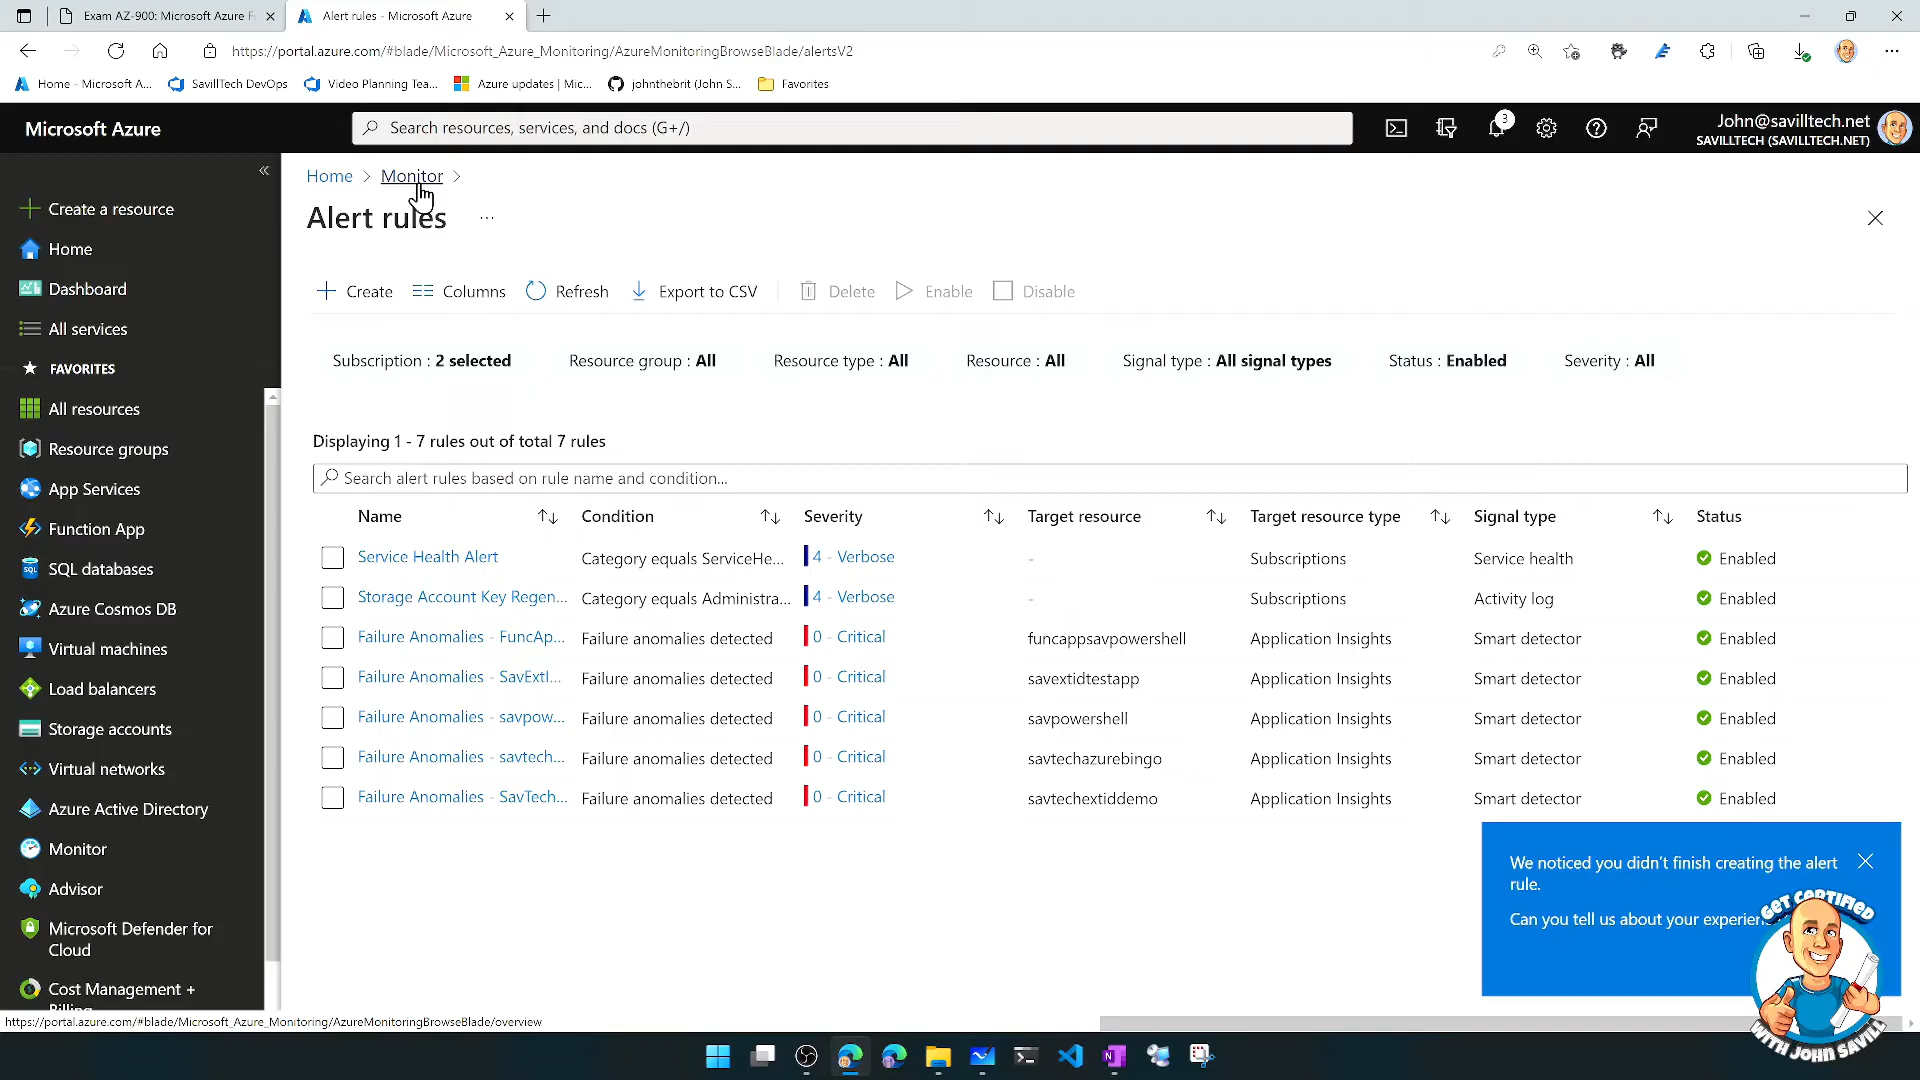 Exam AZ-900: Microsoft Azure F
Alert rules - Microsoft Azure
https://portal.azure.com/#blade/Microsoft_Azure_Monitoring/AzureMonitoringBrowseBlade/alertsV2
Home - Microsoft A...
SavillTech DevOps
Video Planning Tea...
Azure updates | Mic...
johnthebrit (John S...
Favorites
Microsoft Azure
Search resources, services, and docs (G+/)
3
John@savilltech.net
SAVILLTECH (SAVILLTECH.NET)
Create a resource
Home
Dashboard
All services
FAVORITES
All resources
Resource groups
App Services
Function App
SQL databases
Azure Cosmos DB
Virtual machines
Load balancers
Storage accounts
Virtual networks
Azure Active Directory
Monitor
Advisor
Microsoft Defender for
Cloud
Cost Management +
Billing
Home > Monitor >
Alert rules ...
Create
Columns
Refresh
Export to CSV
Delete
Enable
Disable
Subscription : 2 selected
Resource group : All
Resource type : All
Resource : All
Signal type : All signal types
Status : Enabled
Severity : All
Displaying 1 - 7 rules out of total 7 rules
Search alert rules based on rule name and condition...
Name Condition Severity Target resource Target resource type Signal type Status
Service Health Alert Category equals ServiceHe... 4 - Verbose - Subscriptions Service health Enabled
Storage Account Key Regen... Category equals Administra... 4 - Verbose - Subscriptions Activity log Enabled
Failure Anomalies - FuncAp... Failure anomalies detected 0 - Critical funcappsavpowershell Application Insights Smart detector Enabled
Failure Anomalies - SavExtI... Failure anomalies detected 0 - Critical savextidtestapp Application Insights Smart detector Enabled
Failure Anomalies - savpow... Failure anomalies detected 0 - Critical savpowershell Application Insights Smart detector Enabled
Failure Anomalies - savtech... Failure anomalies detected 0 - Critical savtechazurebingo Application Insights Smart detector Enabled
Failure Anomalies - SavTech... Failure anomalies detected 0 - Critical savtechextiddemo Application Insights Smart detector Enabled
We noticed you didn't finish creating the alert
rule.
Can you tell us about your experien
GET CERTIFIED
WITH JOHN SAVILL
https://portal.azure.com/#blade/Microsoft_Azure_Monitoring/AzureMonitoringBrowseBlade/overview